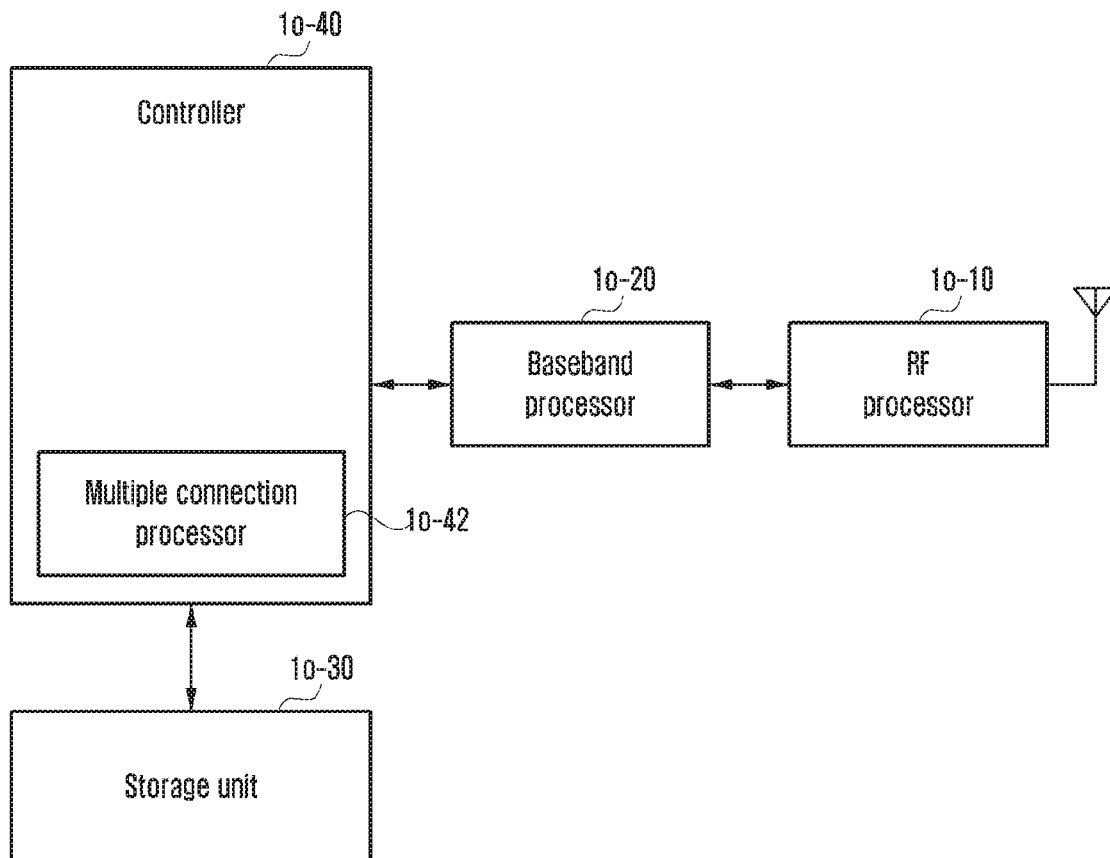 1o-40
Controller
1o-20
1o-10
Baseband
processor
RF
processor
Multiple connection
processor
1o-42
1o-30
Storage unit